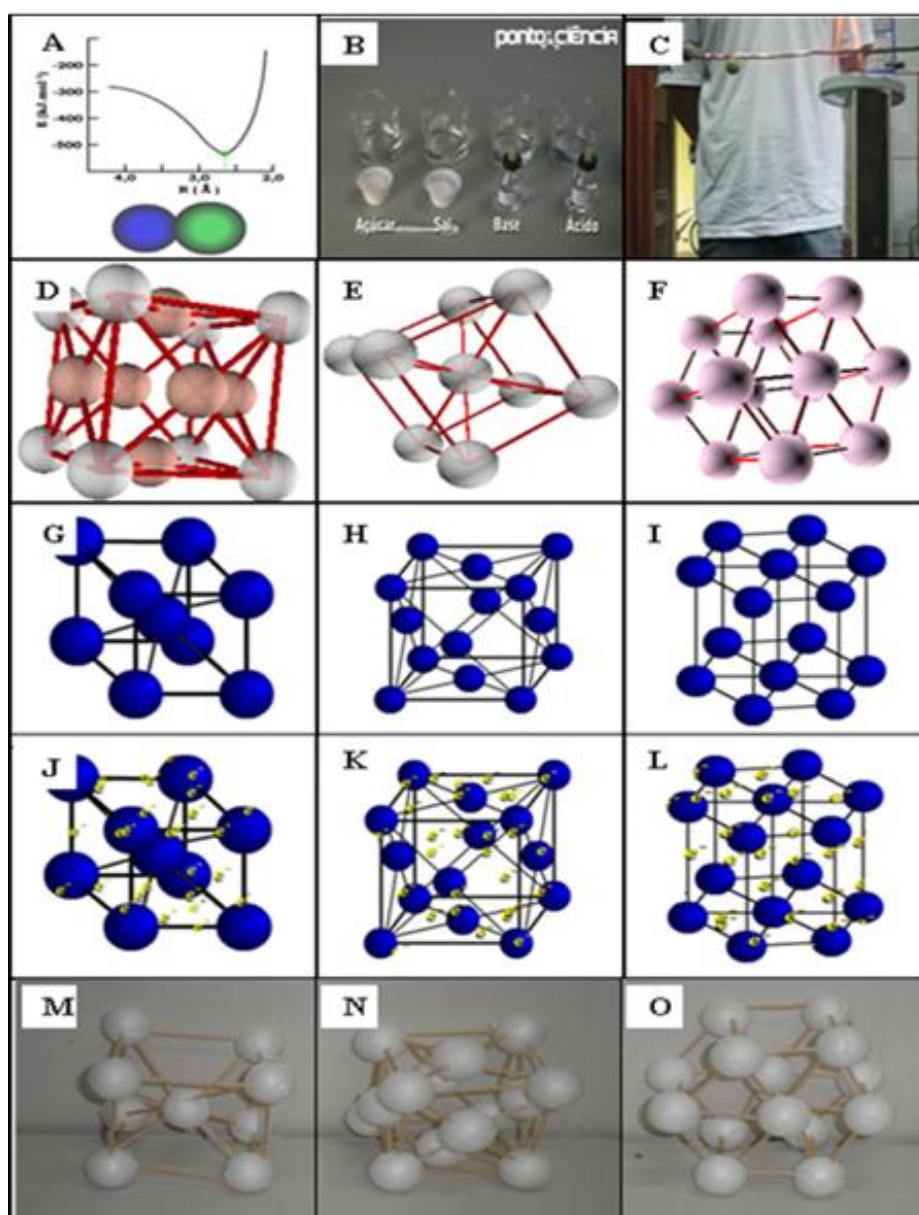 A
B
C
ponto ciência
-100
-200
-300
-400
-500
E (kJ.mol⁻¹)
4,0
3,0
2,0
R (Å)
Açúcar
Sal
Base
Ácido
D
E
F
G
H
I
J
K
L
M
N
O